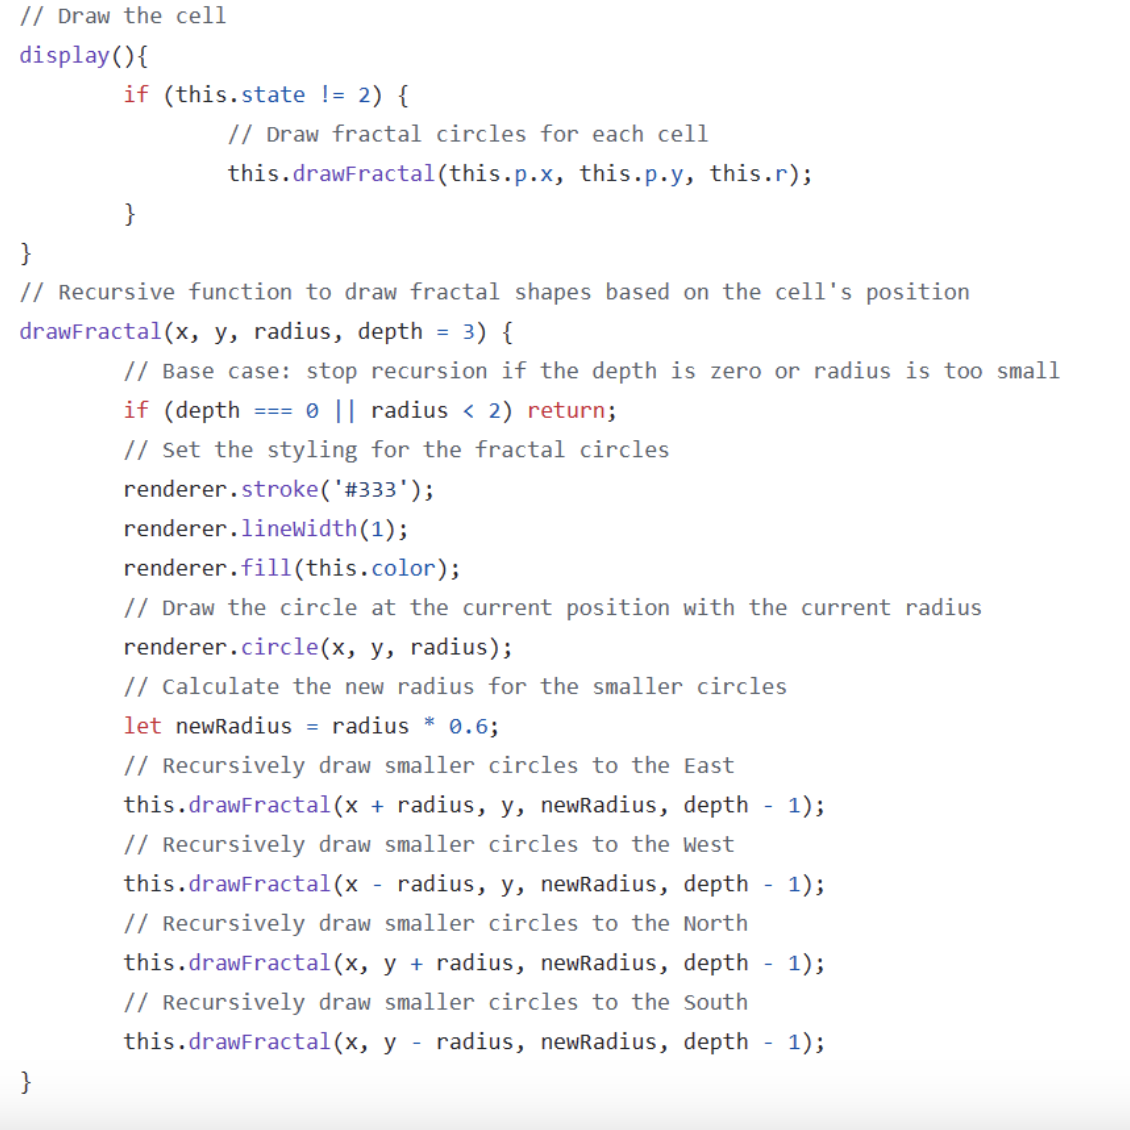 // Draw the cell
display(){
if (this.state != 2) {
// Draw fractal circles for each cell
this.drawFractal(this.p.x, this.p.y, this.r);
}
}
// Recursive function to draw fractal shapes based on the cell's position
drawFractal(x, y, radius, depth = 3) {
// Base case: stop recursion if the depth is zero or radius is too small
if (depth === 0 || radius < 2) return;
// Set the styling for the fractal circles
renderer.stroke('#333');
renderer.lineWidth(1);
renderer.fill(this.color);
// Draw the circle at the current position with the current radius
renderer.circle(x, y, radius);
// Calculate the new radius for the smaller circles
let newRadius = radius * 0.6;
// Recursively draw smaller circles to the East
this.drawFractal(x + radius, y, newRadius, depth - 1);
// Recursively draw smaller circles to the West
this.drawFractal(x - radius, y, newRadius, depth - 1);
// Recursively draw smaller circles to the North
this.drawFractal(x, y + radius, newRadius, depth - 1);
// Recursively draw smaller circles to the South
this.drawFractal(x, y - radius, newRadius, depth - 1);
}